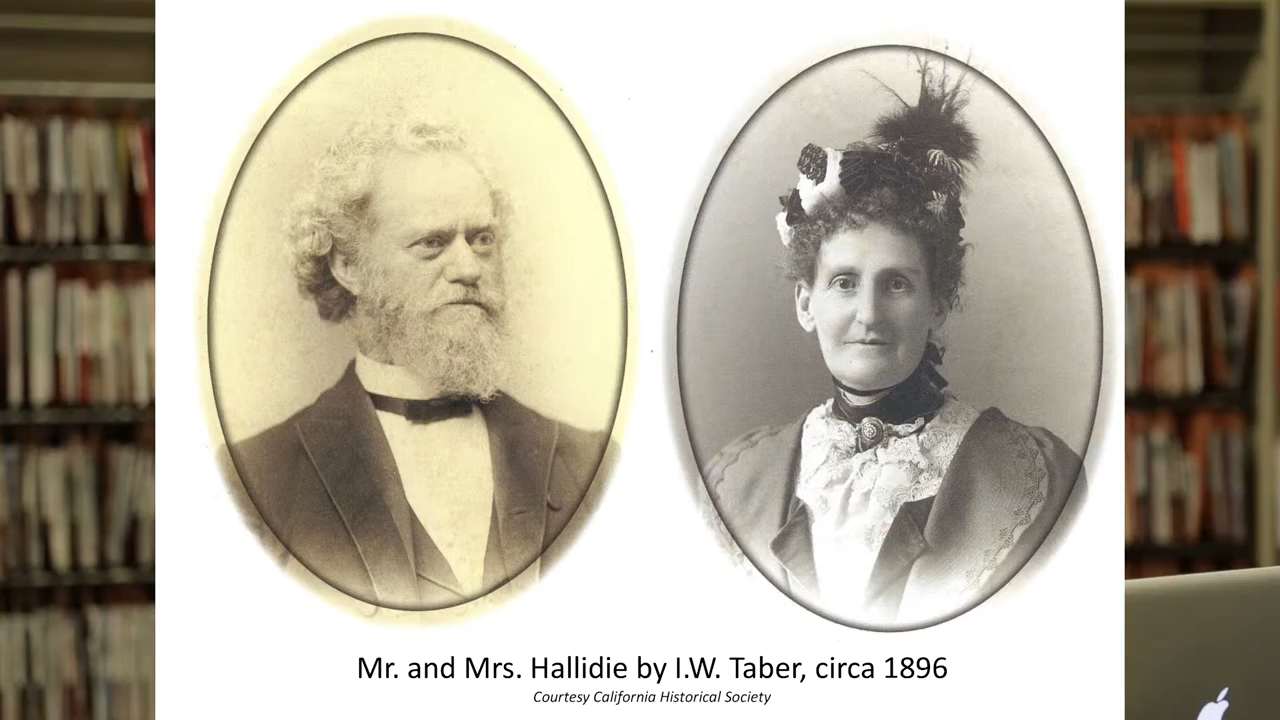 Mr. and Mrs. Hallidie by I.W. Taber, circa 1896
Courtesy California Historical Society